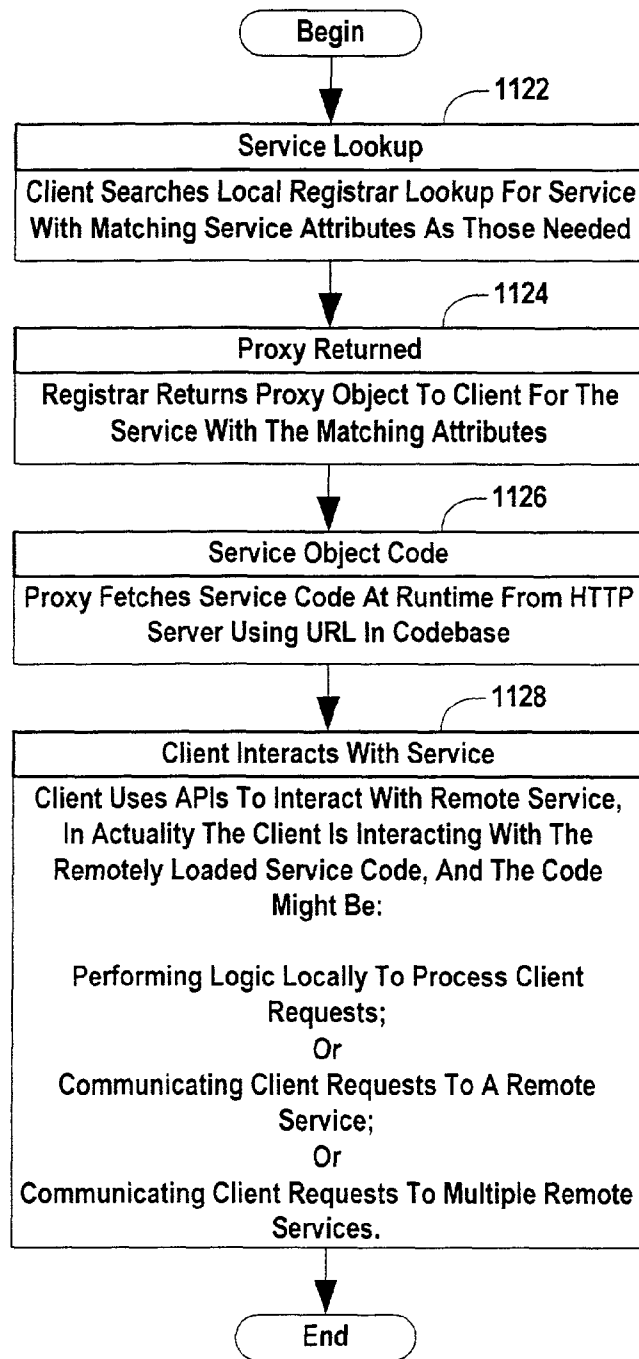 Begin
1122
Service Lookup
Client Searches Local Registrar Lookup For Service
With Matching Service Attributes As Those Needed
1124
Proxy Returned
Registrar Returns Proxy Object To Client For The
Service With The Matching Attributes
1126
Service Object Code
Proxy Fetches Service Code At Runtime From HTTP
Server Using URL In Codebase
1128
Client Interacts With Service
Client Uses APIs To Interact With Remote Service,
In Actuality The Client Is Interacting With The
Remotely Loaded Service Code, And The Code
Might Be:
Performing Logic Locally To Process Client
Requests;
Or
Communicating Client Requests To A Remote
Service;
Or
Communicating Client Requests To Multiple Remote
Services.
End